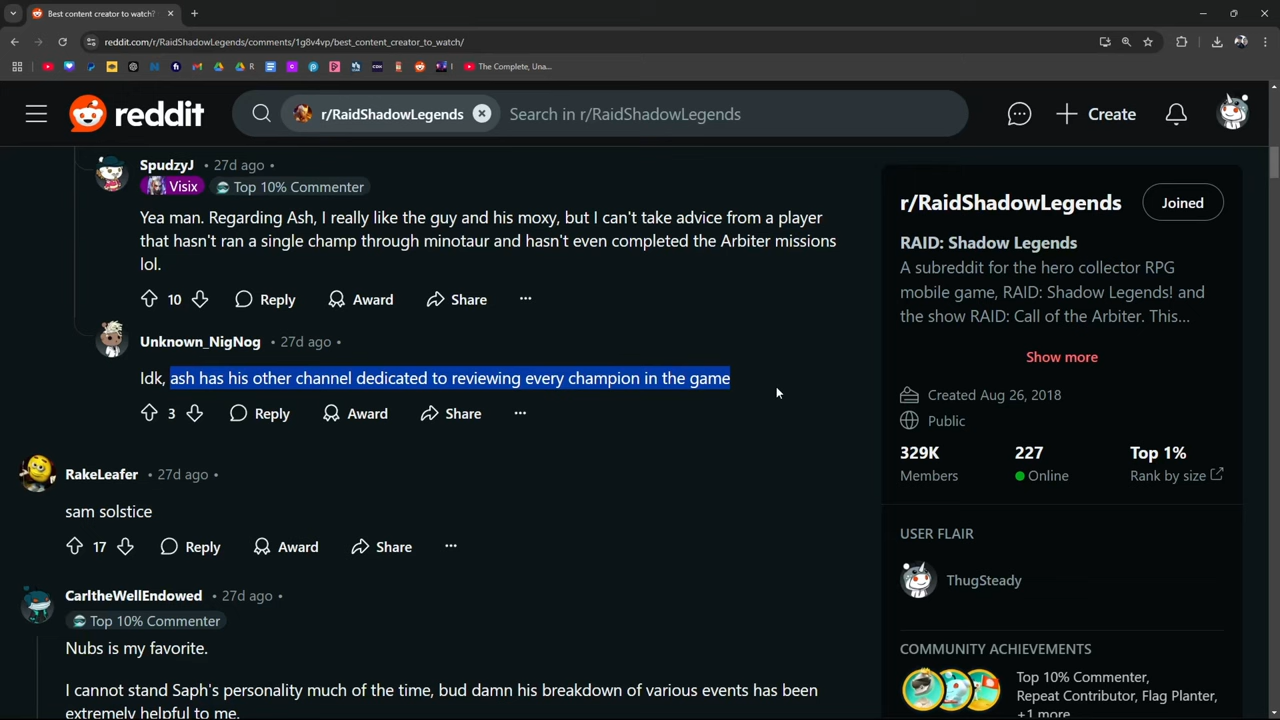 Best content creator to watch?
reddit.com/r/RaidShadowLegends/comments/1g8v4vp/best_content_creator_to_watch/
The Complete, Una...
reddit
r/RaidShadowLegends
Search in r/RaidShadowLegends
Create
SpudzyJ • 27d ago •
Visix
Top 10% Commenter
Yea man. Regarding Ash, I really like the guy and his moxy, but I can't take advice from a player
that hasn't ran a single champ through minotaur and hasn't even completed the Arbiter missions
lol.
10
Reply
Award
Share
Unknown_NigNog • 27d ago •
Idk, ash has his other channel dedicated to reviewing every champion in the game
3
Reply
Award
Share
RakeLeafer • 27d ago •
sam solstice
17
Reply
Award
Share
CarltheWellEndowed • 27d ago •
Top 10% Commenter
Nubs is my favorite.
I cannot stand Saph's personality much of the time, bud damn his breakdown of various events has been
extremely helpful to me.
r/RaidShadowLegends
Joined
RAID: Shadow Legends
A subreddit for the hero collector RPG
mobile game, RAID: Shadow Legends! and
the show RAID: Call of the Arbiter. This...
Show more
Created Aug 26, 2018
Public
329K
227
Top 1%
Members
Online
Rank by size
USER FLAIR
ThugSteady
COMMUNITY ACHIEVEMENTS
Top 10% Commenter,
Repeat Contributor, Flag Planter,
+1 more